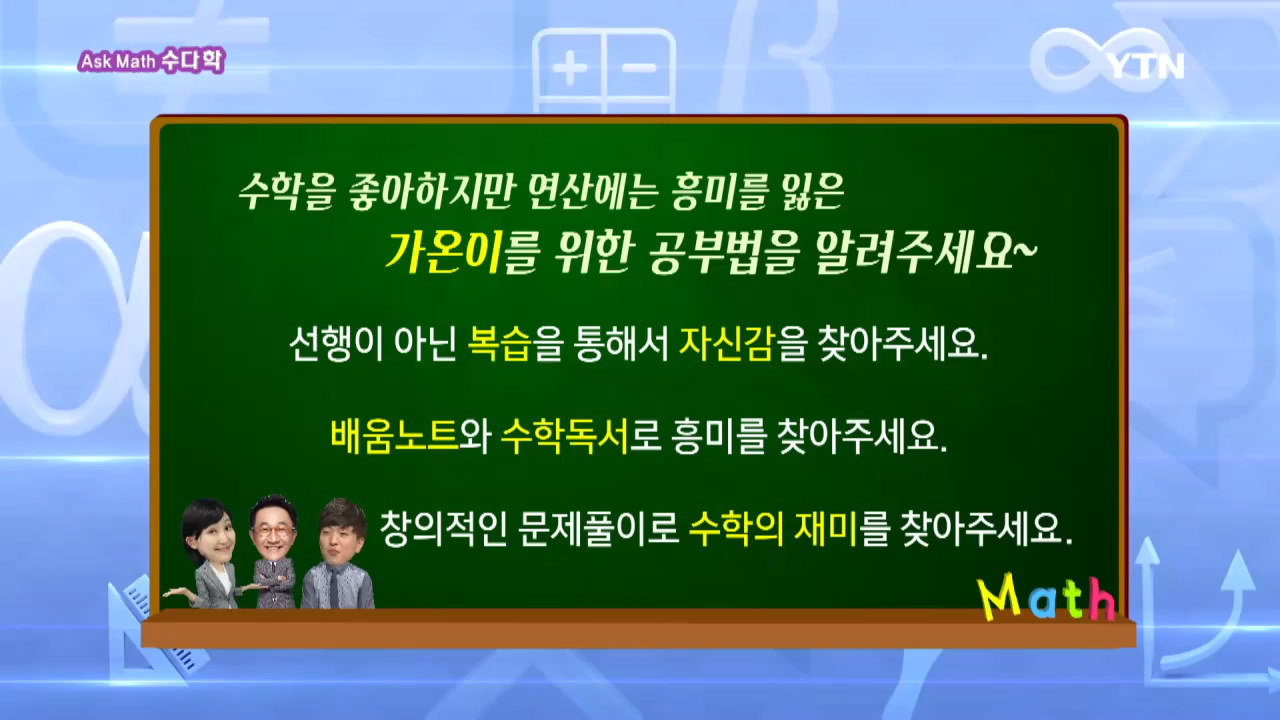 Ask Math 수다학
YTN
수학을 좋아하지만 연산에는 흥미를 잃은
가온이를 위한 공부법을 알려주세요~
선행이 아닌 복습을 통해서 자신감을 찾아주세요.
배움노트와 수학독서로 흥미를 찾아주세요.
창의적인 문제풀이로 수학의 재미를 찾아주세요.
Math